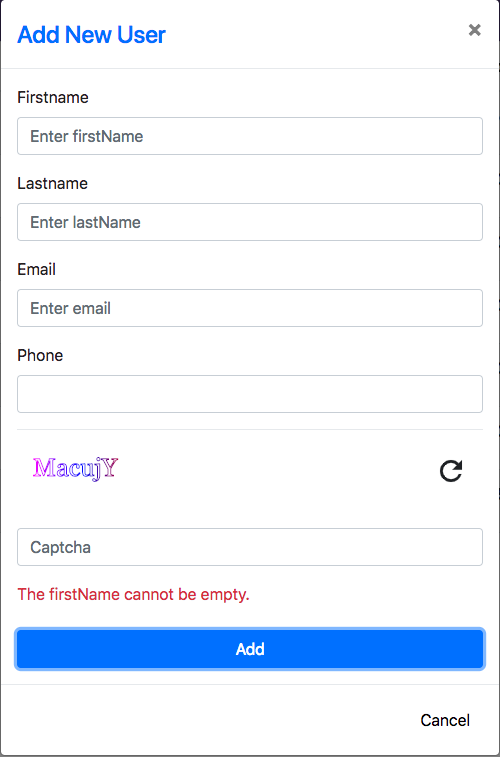 Add New User ×
Firstname
Enter firstName
Lastname
Enter lastName
Email
Enter email
Phone
MacujY
Captcha
The firstName cannot be empty.
Add
Cancel